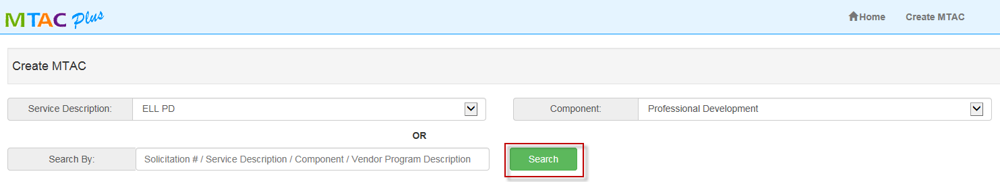 MTAC Plus
Home Create MTAC
Create MTAC
Service Description: ELL PD Component: Professional Development
OR
Search By: Solicitation # / Service Description / Component / Vendor Program Description Search